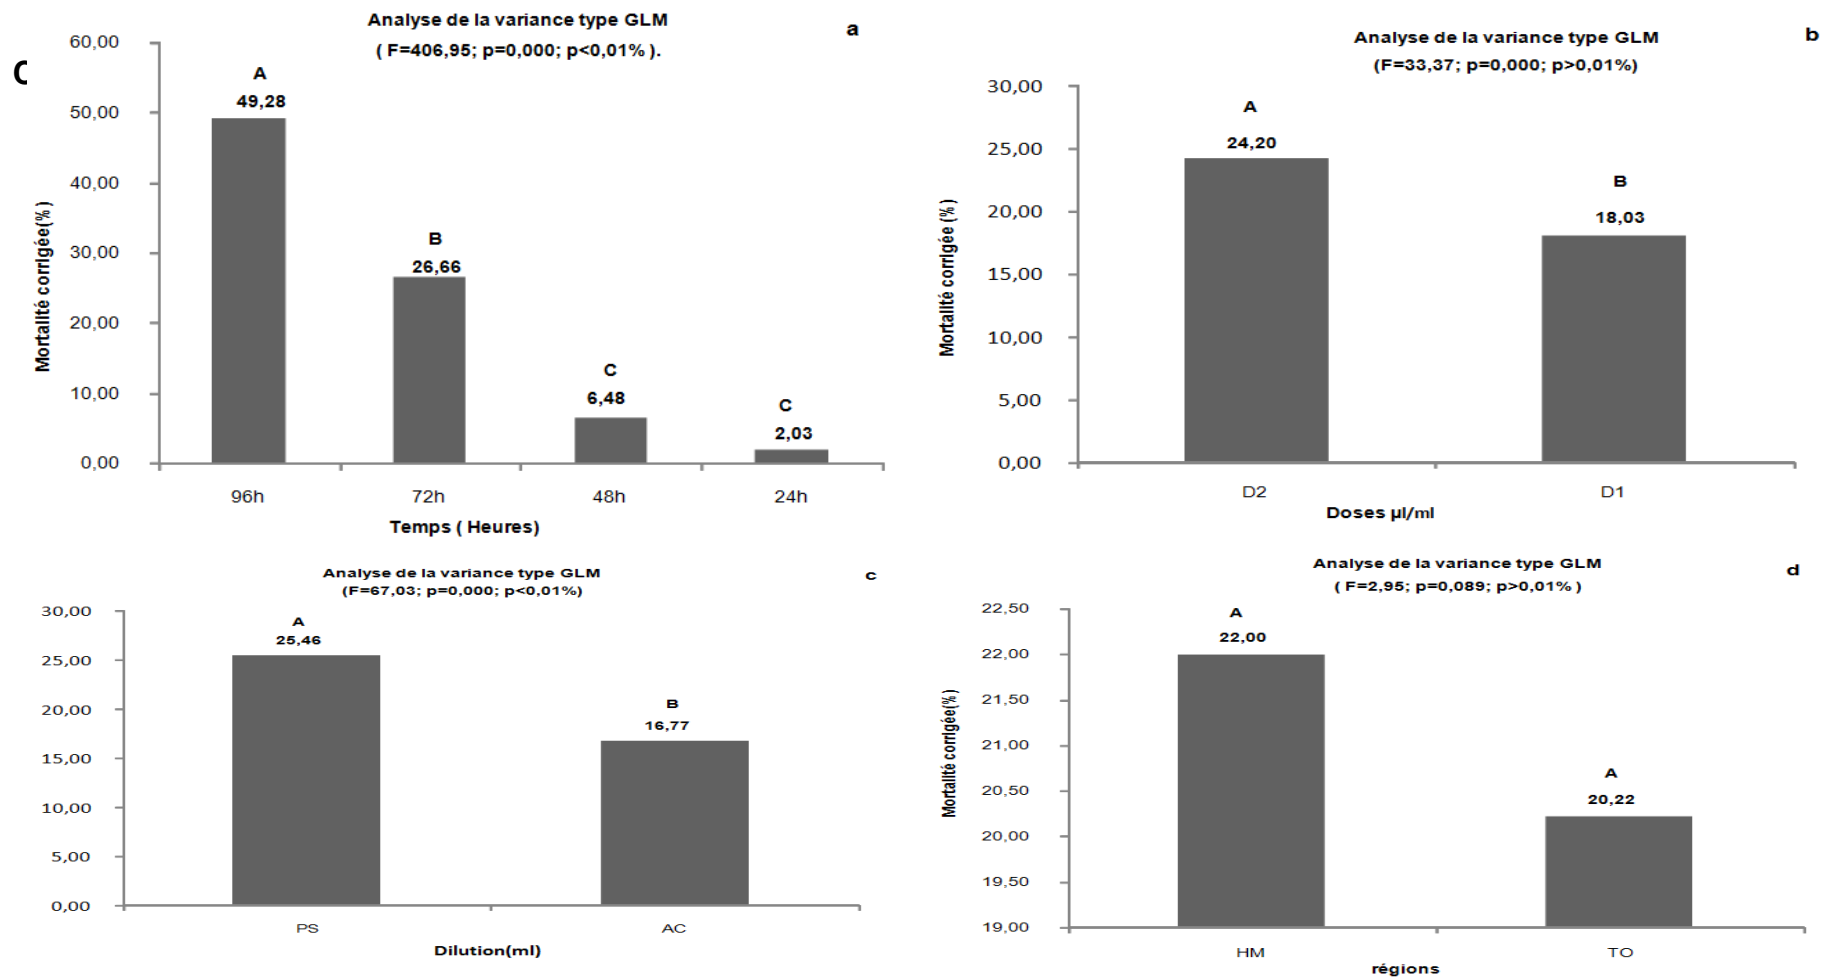 Analyse de la variance type GLM
( F=406,95; p=0,000; p<0,01% ).
a
60,00
50,00
40,00
30,00
20,00
10,00
0,00
Mortalité corrigée(%)
A
49,28
B
26,66
C
6,48
C
2,03
96h
72h
48h
24h
Temps ( Heures)
Analyse de la variance type GLM
(F=33,37; p=0,000; p>0,01%)
b
30,00
25,00
20,00
15,00
10,00
5,00
0,00
Mortalité corrigée (%)
A
24,20
B
18,03
D2
D1
Doses µl/ml
Analyse de la variance type GLM
(F=67,03; p=0,000; p<0,01%)
c
30,00
25,00
20,00
15,00
10,00
5,00
0,00
A
25,46
B
16,77
PS
AC
Dilution(ml)
Analyse de la variance type GLM
( F=2,95; p=0,089; p>0,01% )
d
22,50
22,00
21,50
21,00
20,50
20,00
19,50
19,00
Mortalité corrigée(%)
A
22,00
A
20,22
HM
TO
régions